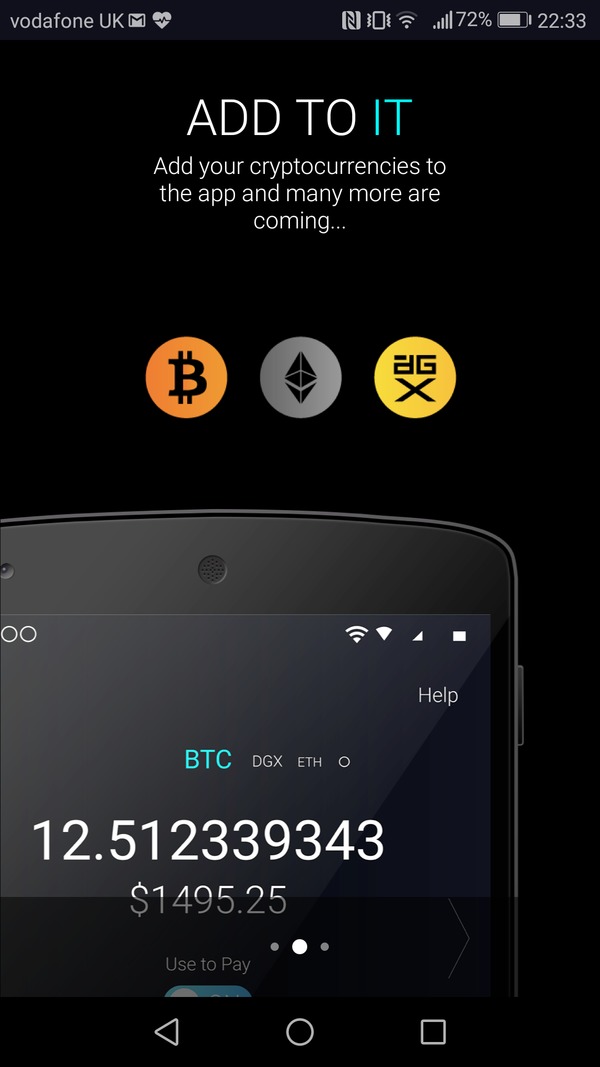 vodafone UK 72% 22:33
ADD TO IT
Add your cryptocurrencies to
the app and many more are
coming...
DGX
Help
BTC DGX ETH
12.512339343
$1495.25
Use to Pay